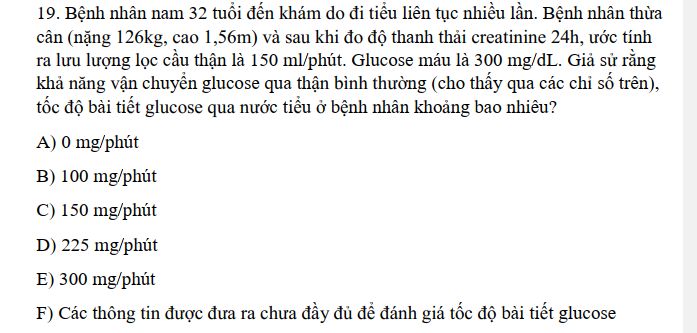 19. Bệnh nhân nam 32 tuổi đến khám do đi tiểu liên tục nhiều lần. Bệnh nhân thừa
cân (nặng 126kg, cao 1,56m) và sau khi đo độ thanh thải creatinine 24h, ước tính
ra lưu lượng lọc cầu thận là 150 ml/phút. Glucose máu là 300 mg/dL. Giả sử rằng
khả năng vận chuyển glucose qua thận bình thường (cho thấy qua các chỉ số trên),
tốc độ bài tiết glucose qua nước tiểu ở bệnh nhân khoảng bao nhiêu?
A) 0 mg/phút
B) 100 mg/phút
C) 150 mg/phút
D) 225 mg/phút
E) 300 mg/phút
F) Các thông tin được đưa ra chưa đầy đủ để đánh giá tốc độ bài tiết glucose